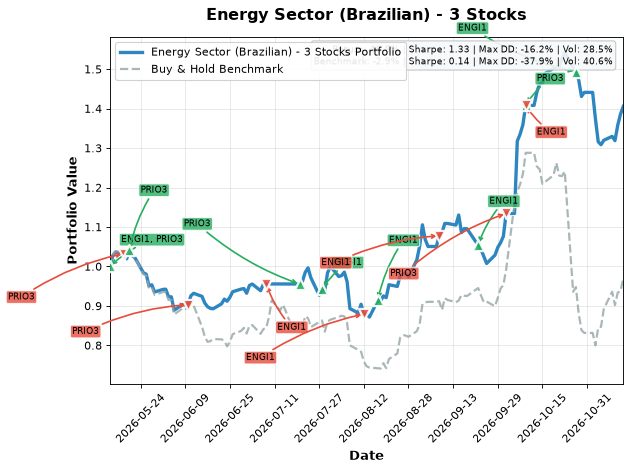 Energy Sector (Brazilian) - 3 Stocks
ENGI1
Energy Sector (Brazilian) - 3 Stocks Portfolio
Buy & Hold Benchmark
Sharpe: 1.33 | Max DD: -16.2% | Vol: 28.5%
Benchmark: -2.9% | Sharpe: 0.14 | Max DD: -37.9% | Vol: 40.6%
PRIO3
ENGI1
PRIO3
ENGI1
PRIO3
ENGI1, PRIO3
ENGI1
ENGI1
PRIO3
PRIO3
PRIO3
ENGI1
ENGI1
Portfolio Value
1.5
1.4
1.3
1.2
1.1
1.0
0.9
0.8
2026-05-24
2026-06-09
2026-06-25
2026-07-11
2026-07-27
2026-08-12
2026-08-28
2026-09-13
2026-09-29
2026-10-15
2026-10-31
Date